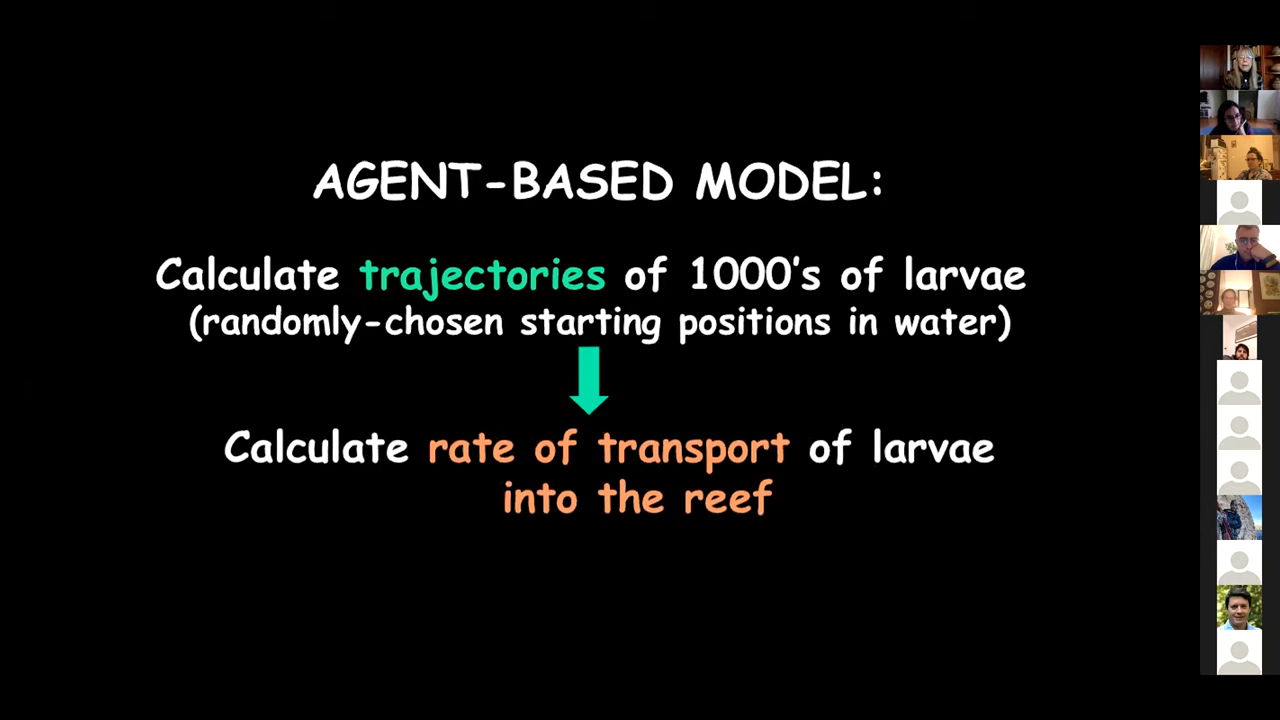 AGENT-BASED MODEL:
Calculate trajectories of 1000's of larvae
(randomly-chosen starting positions in water)
Calculate rate of transport of larvae
into the reef